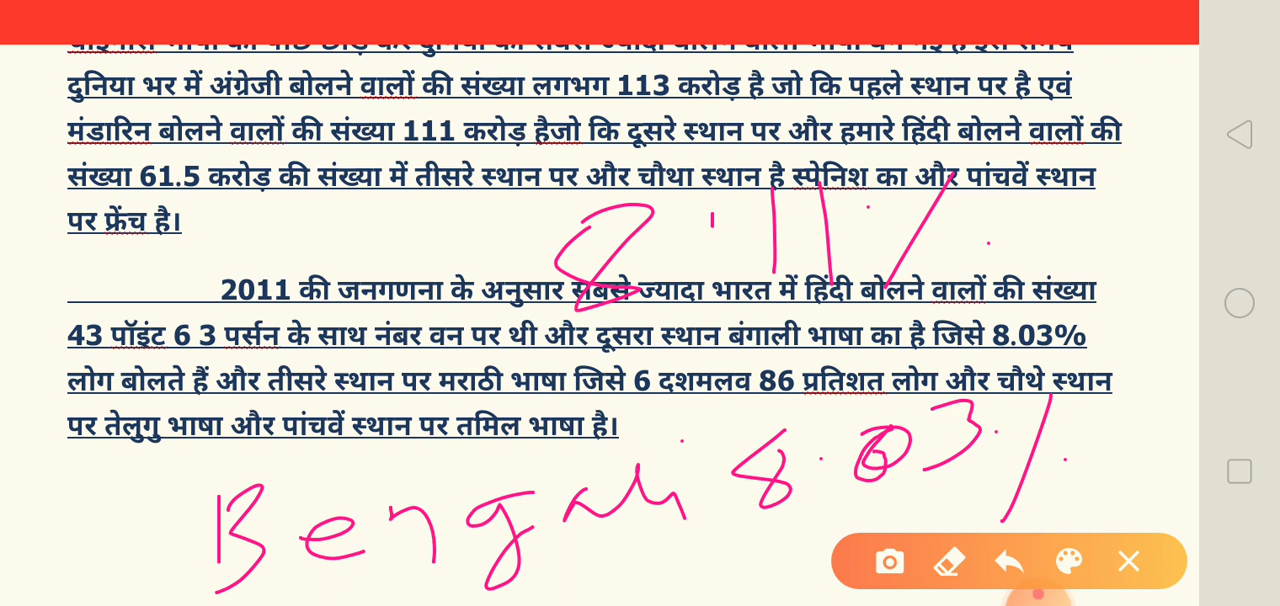 दुनिया भर में अंग्रेजी बोलने वालों की संख्या लगभग 113 करोड़ है जो कि पहले स्थान पर है एवं
मंडारिन बोलने वालों की संख्या 111 करोड़ हैजो कि दूसरे स्थान पर और हमारे हिंदी बोलने वालों की
संख्या 61.5 करोड़ की संख्या में तीसरे स्थान पर और चौथा स्थान है स्पेनिश का और पांचवें स्थान
पर फ्रेंच है।
2011 की जनगणना के अनुसार सबसे ज्यादा भारत में हिंदी बोलने वालों की संख्या
43 पॉइंट 6 3 पर्सन के साथ नंबर वन पर थी और दूसरा स्थान बंगाली भाषा का है जिसे 8.03%
लोग बोलते हैं और तीसरे स्थान पर मराठी भाषा जिसे 6 दशमलव 86 प्रतिशत लोग और चौथे स्थान
पर तेलुगु भाषा और पांचवें स्थान पर तमिल भाषा है।
Bengali 8.03%